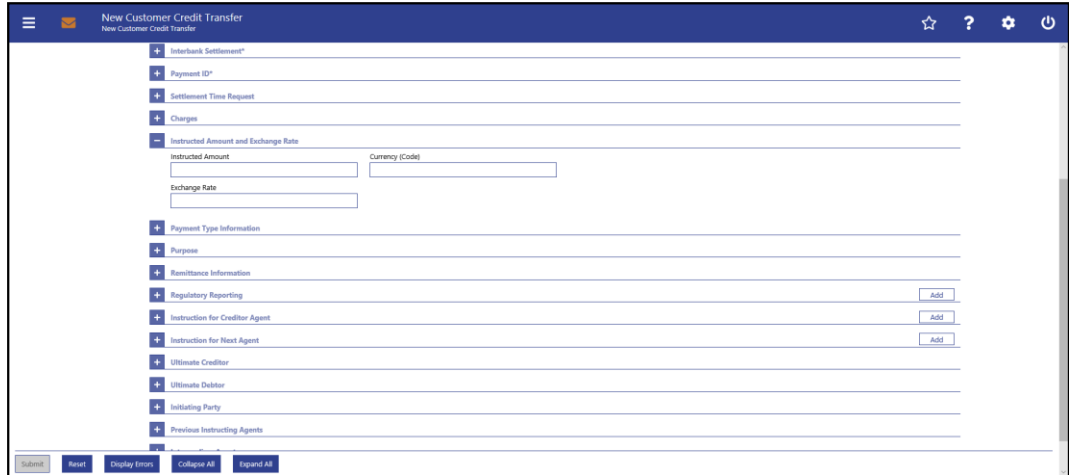 New Customer Credit Transfer
New Customer Credit Transfer
?
+ Interbank Settlement*
+ Payment ID*
+ Settlement Time Request
+ Charges
− Instructed Amount and Exchange Rate
Instructed Amount Currency (Code)
Exchange Rate
+ Payment Type Information
+ Purpose
+ Remittance Information
+ Regulatory Reporting Add
+ Instruction for Creditor Agent Add
+ Instruction for Next Agent Add
+ Ultimate Creditor
+ Ultimate Debtor
+ Initiating Party
+ Previous Instructing Agents
Submit Reset Display Errors Collapse All Expand All